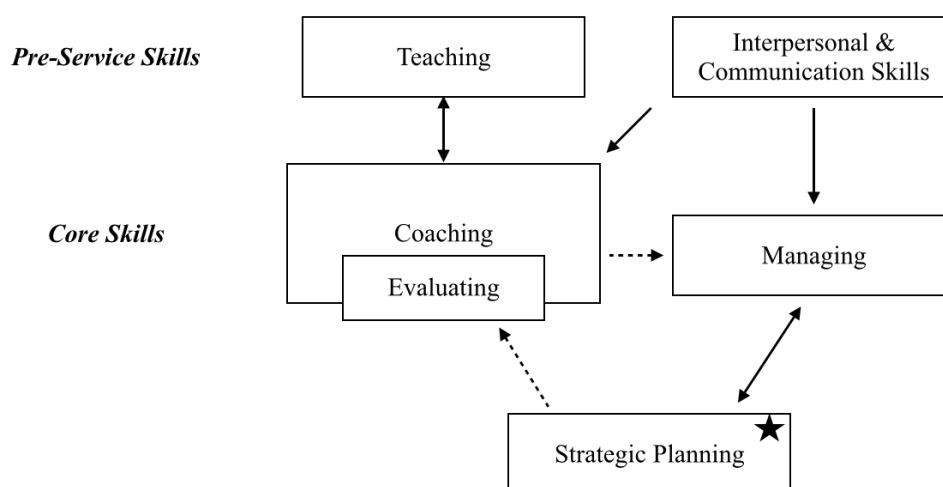 Pre-Service Skills
Teaching
Interpersonal &
Communication Skills
Core Skills
Coaching
Managing
Evaluating
Strategic Planning